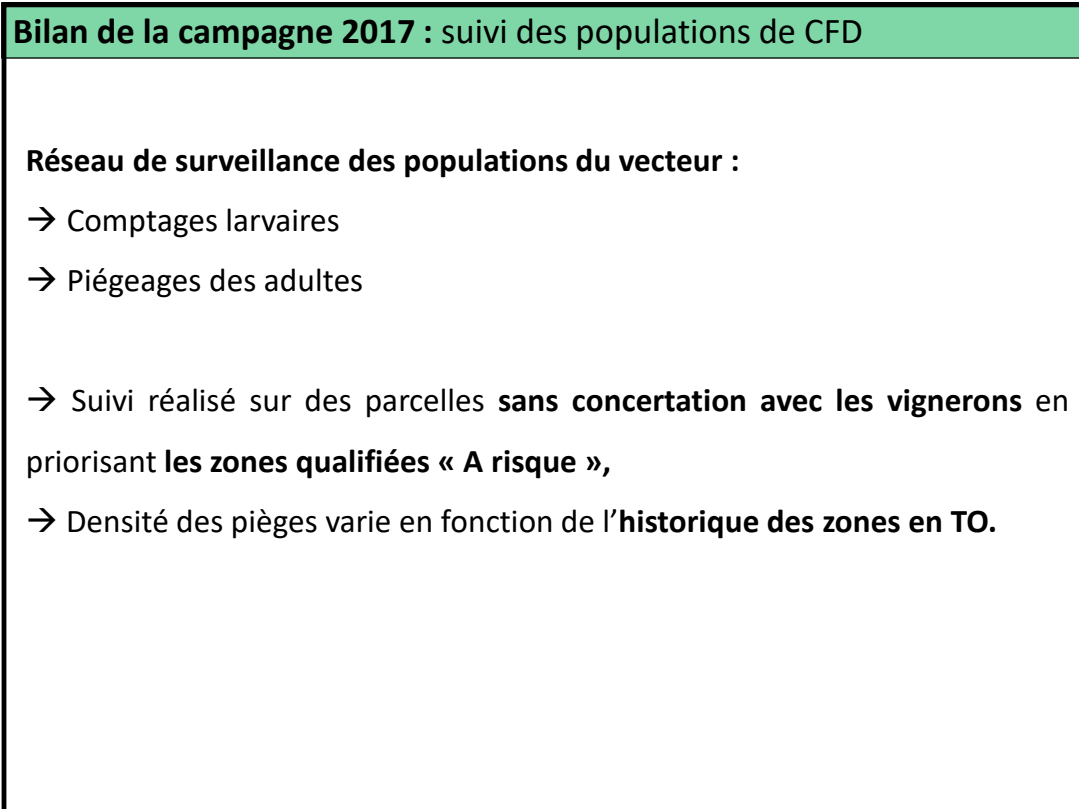 Bilan de la campagne 2017 : suivi des populations de CFD
Réseau de surveillance des populations du vecteur :
→ Comptages larvaires
→ Piégeages des adultes
→ Suivi réalisé sur des parcelles sans concertation avec les vignerons en
priorisant les zones qualifiées « A risque »,
→ Densité des pièges varie en fonction de l’historique des zones en TO.